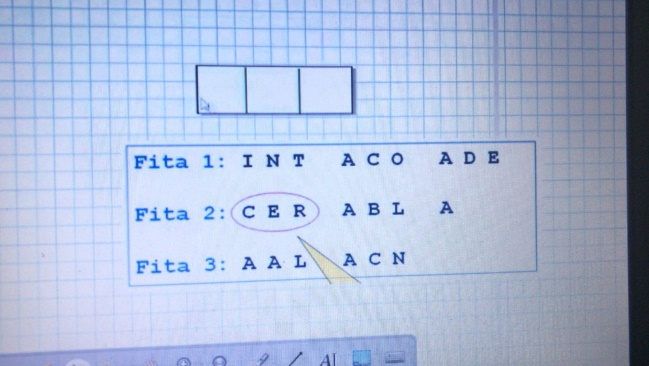 Fita 1: I N T A C O A D E
Fita 2: C E R A B L A
Fita 3: A A L A C N
A